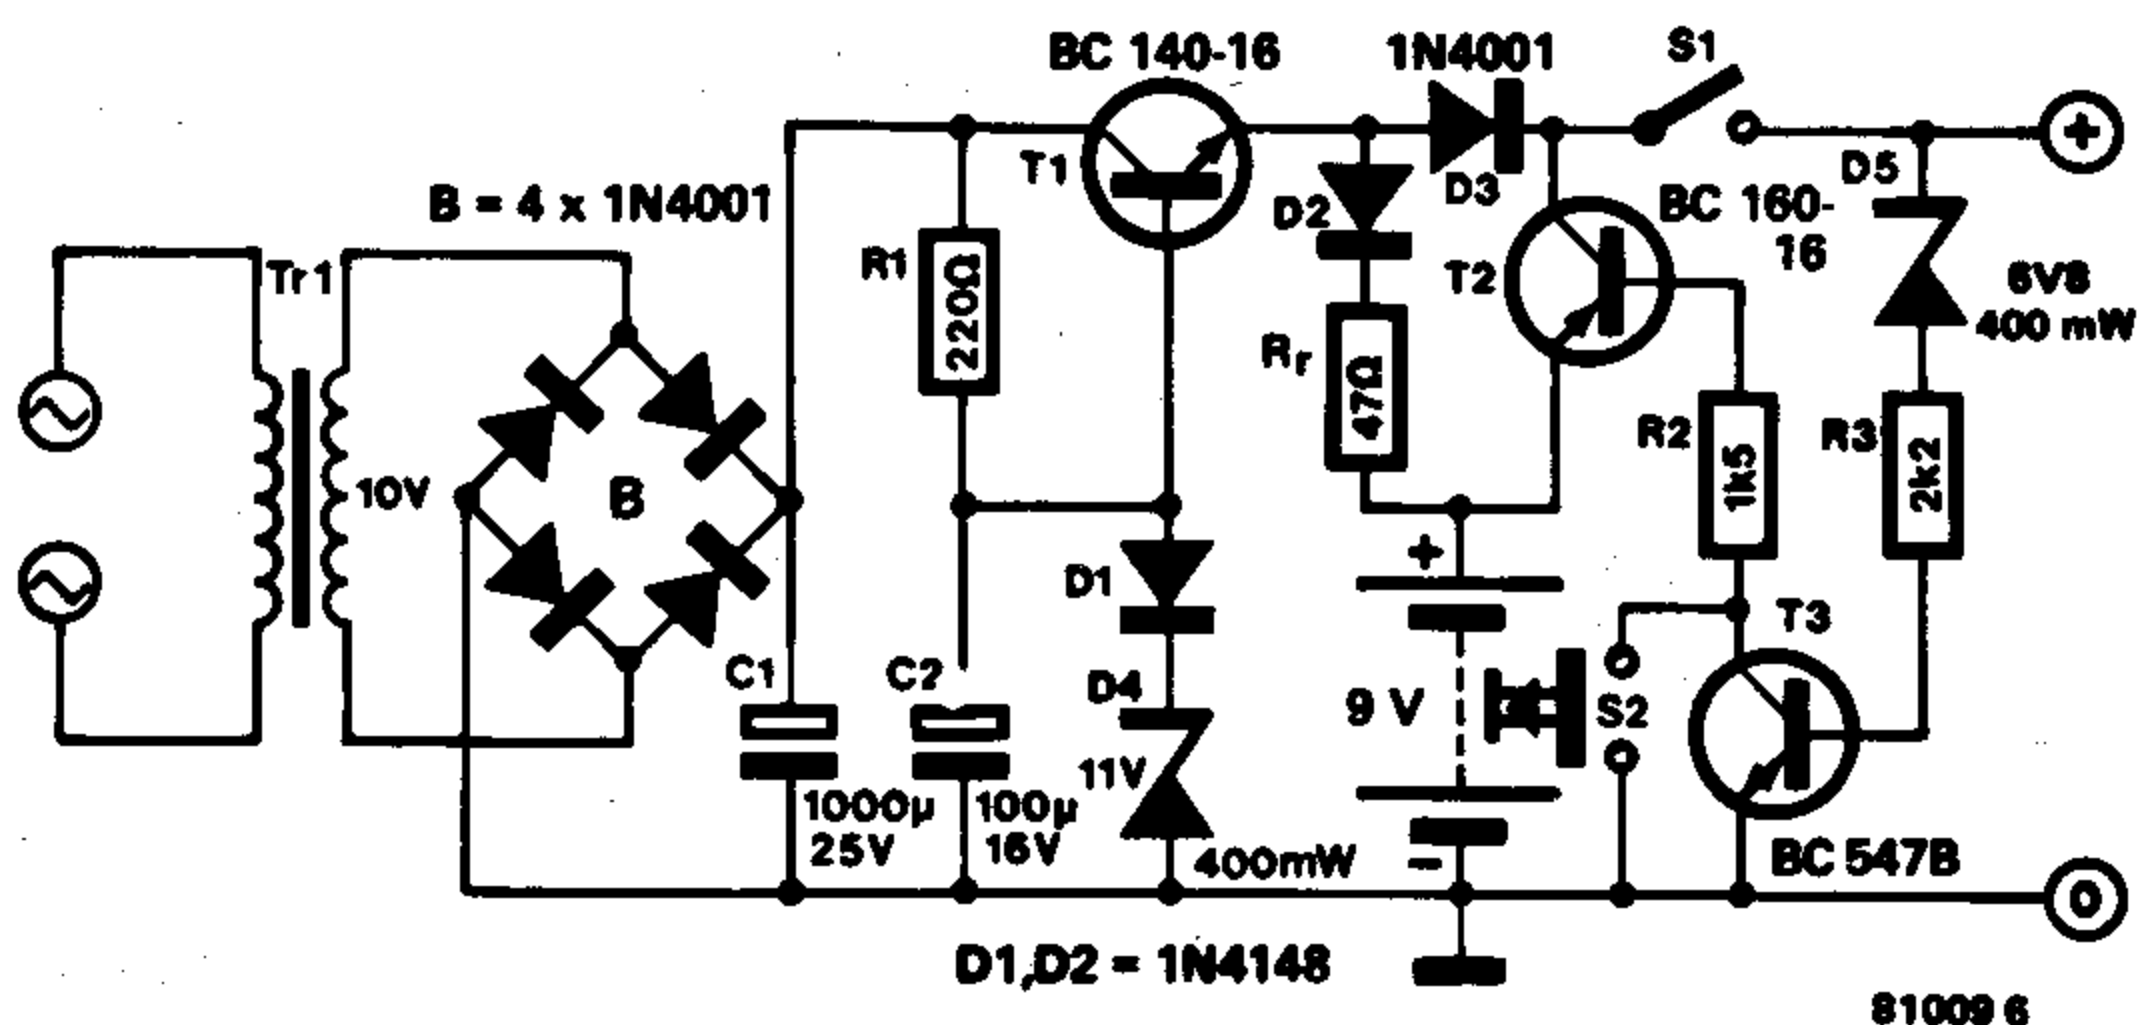 BC 140-16
1N4001
S1
T1
D3
D5
B = 4 x 1N4001
D2
BC 160-
16
Tr1
R1
220Ω
T2
6V8
400 mW
Rr
47Ω
R2
1k5
R3
2k2
10V
B
+
D1
T3
C1
C2
D4
9 V
S2
11V
1000μ
25V
100μ
16V
400mW
−
BC 547B
+
0
D1,D2 = 1N4148
81009 6